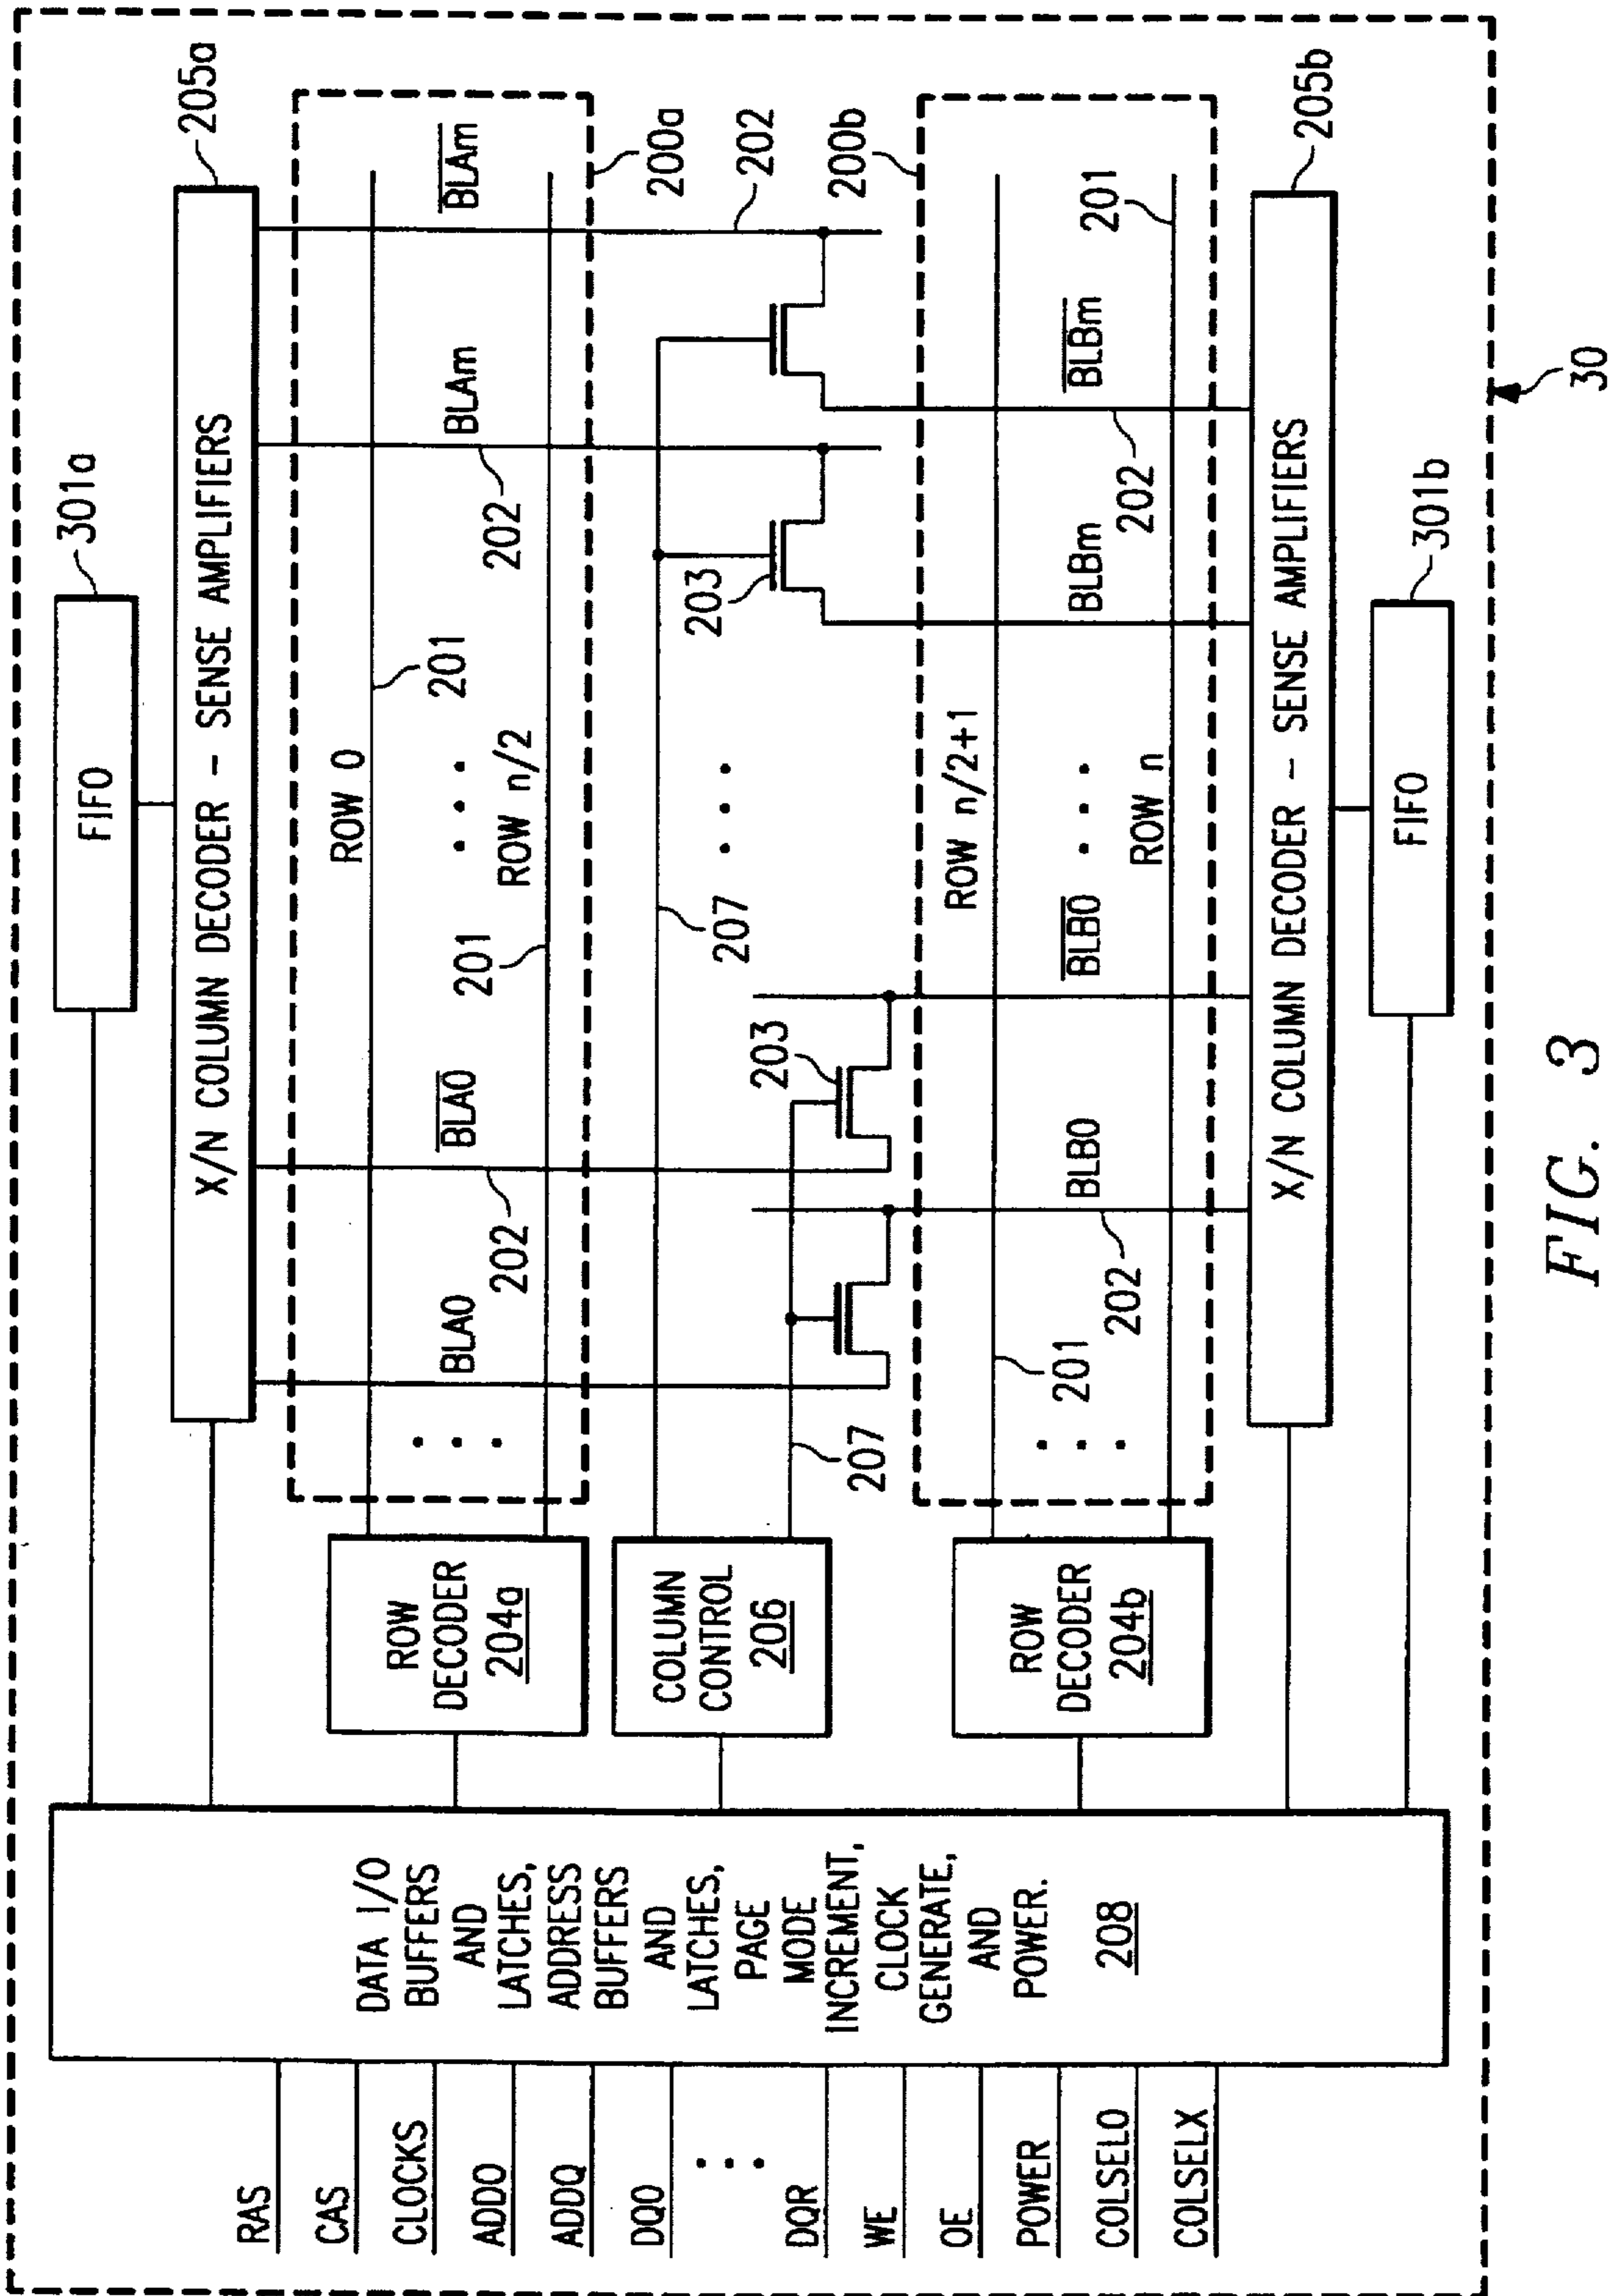 RAS
CAS
CLOCKS
ADD0
ADDQ
DQ0
DQR
WE
OE
POWER
COLSEL0
COLSELX
DATA I/O
BUFFERS
AND
LATCHES,
ADDRESS
BUFFERS
AND
LATCHES,
PAGE
MODE
INCREMENT,
CLOCK
GENERATE,
AND
POWER.
208
ROW
DECODER
204a
COLUMN
CONTROL
206
ROW
DECODER
204b
FIFO
301a
X/N COLUMN DECODER – SENSE AMPLIFIERS
205a
ROW 0
201
BLA0
202
BLA0
201
ROW n/2
202
BLAm
BLAm
200a
202
207
203
203
207
200b
ROW n/2+1
201
BLB0
202
BLB0
ROW n
BLBm
202
BLBm
201
X/N COLUMN DECODER – SENSE AMPLIFIERS
205b
FIFO
301b
30
FIG. 3